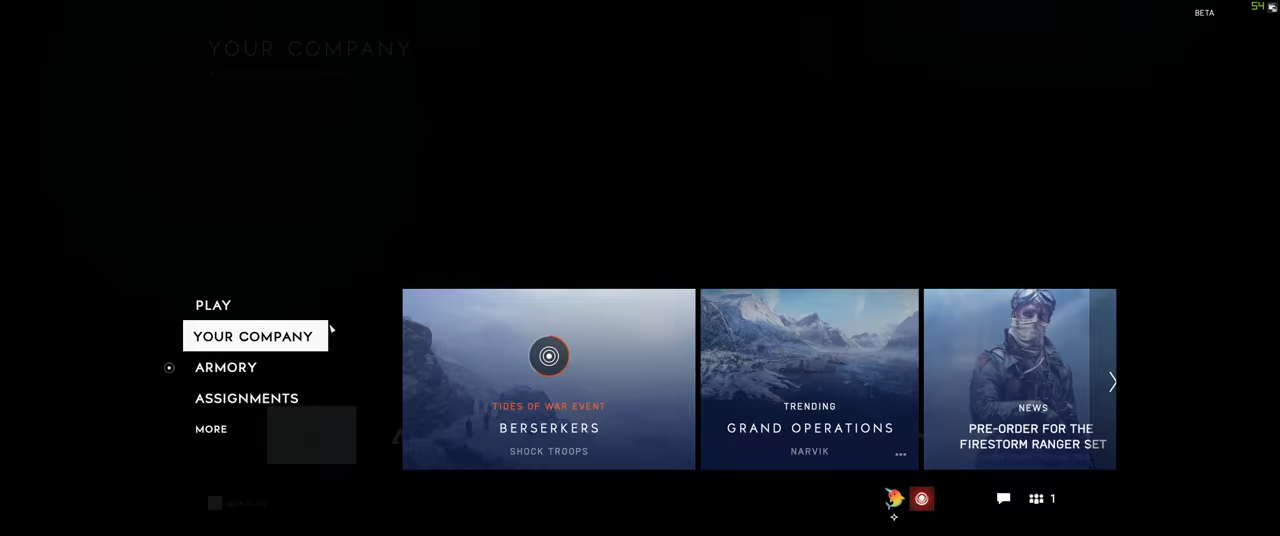 54
BETA
YOUR COMPANY
PLAY
YOUR COMPANY
ARMORY
ASSIGNMENTS
MORE
TIDES OF WAR EVENT
BERSERKERS
SHOCK TROOPS
TRENDING
GRAND OPERATIONS
NARVIK
NEWS
PRE-ORDER FOR THE
FIRESTORM RANGER SET
1